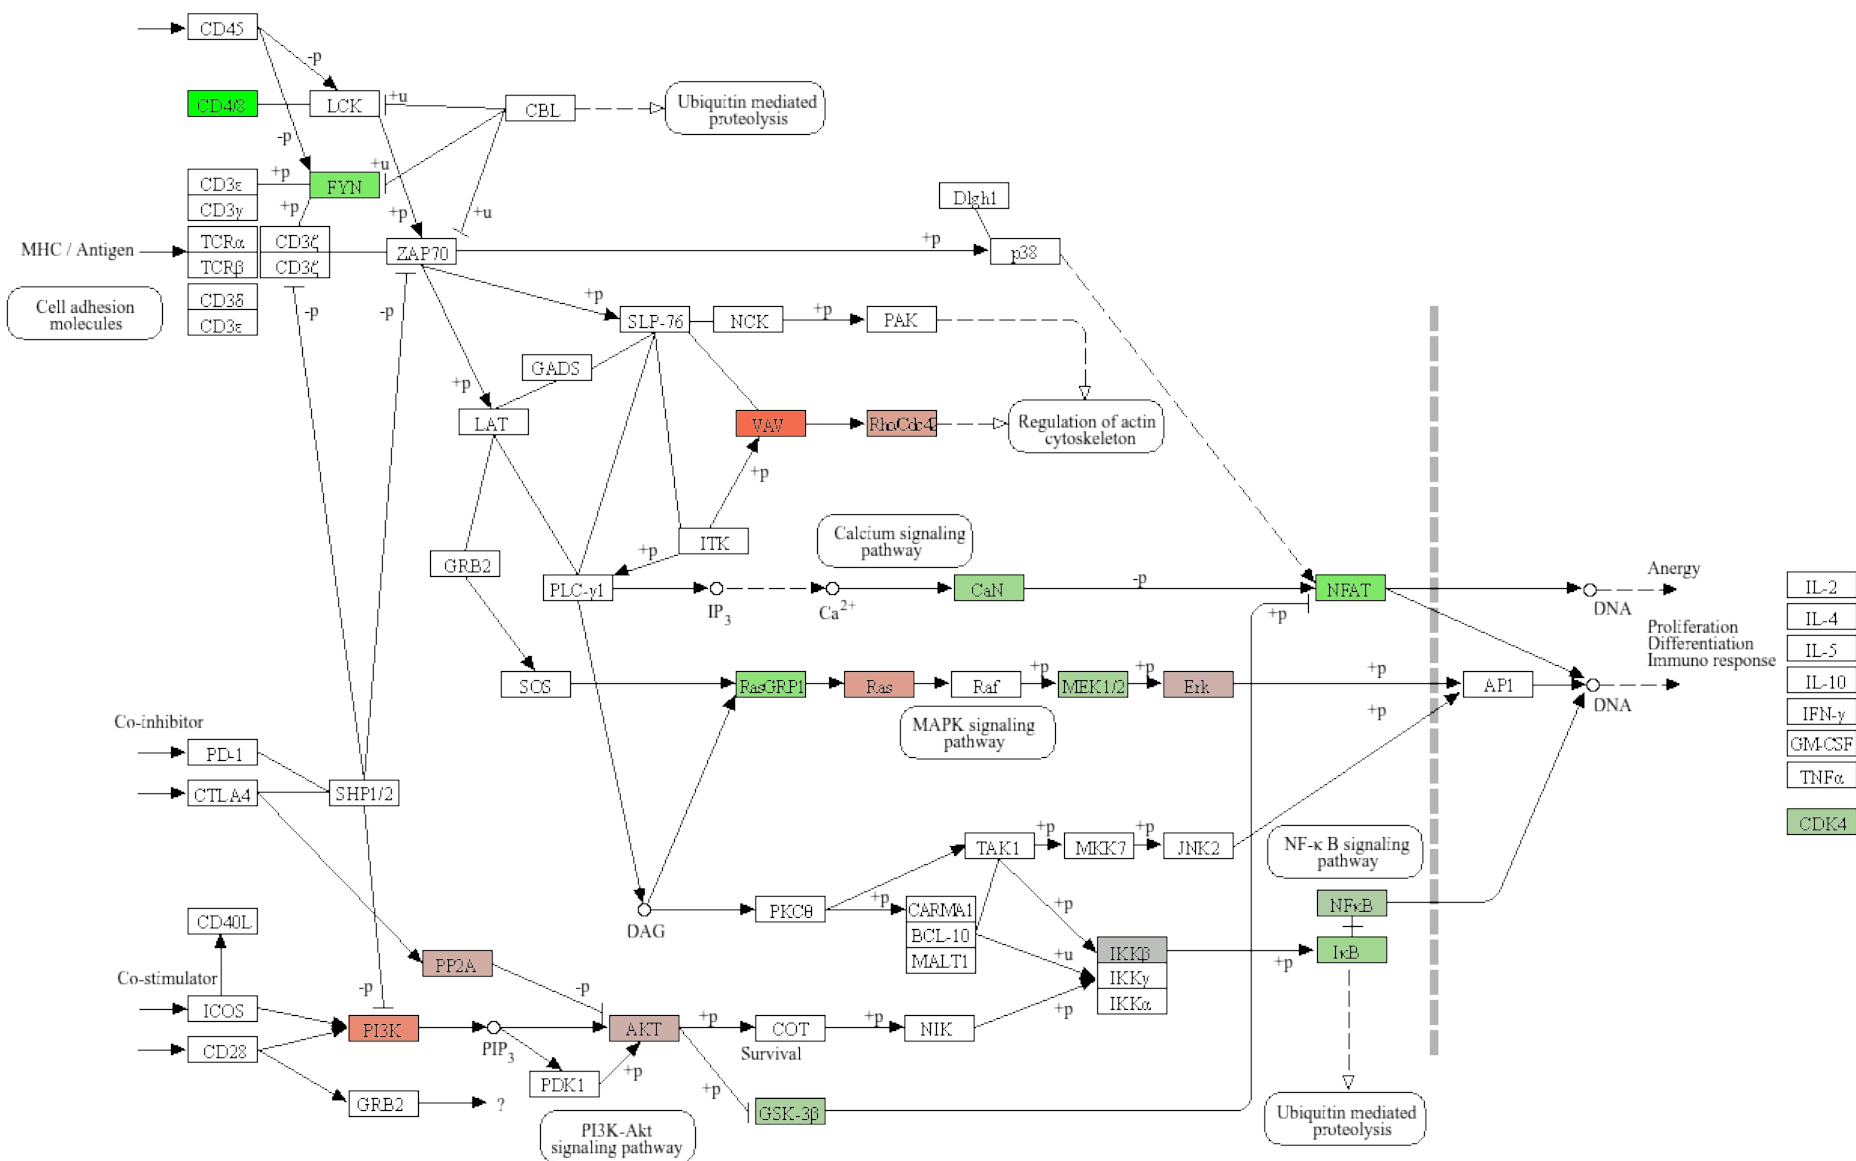 CD45
-p
CD4/8
LCK
+u
CBL
Ubiquitin mediated
proteolysis
-p
+u
CD3ε
+p
FYN
CD3γ
+p
+p
+u
Dlgh1
MHC / Antigen
TCRα
CD3ζ
ZAP70
+p
p38
TCRβ
CD3ζ
Cell adhesion
molecules
CD3δ
CD3ε
-p
-p
+p
SLP-76
NCK
+p
PAK
GADS
+p
LAT
VAV
Rho/Cdc42
Regulation of actin
cytoskeleton
+p
ITK
Calcium signaling
pathway
GRB2
+p
PLC-γ1
IP3
Ca2+
CaN
-p
NFAT
+p
DNA
Anergy
IL-2
IL-4
IL-5
IL-10
IFN-γ
GM-CSF
TNFα
CDK4
Proliferation
Differentiation
Immuno response
SOS
RasGRP1
Ras
Raf
+p
MEK1/2
+p
Erk
+p
AP1
DNA
MAPK signaling
pathway
+p
Co-inhibitor
PD-1
CTLA4
SHP1/2
TAK1
+p
MKK7
+p
JNK2
NF-κ B signaling
pathway
DAG
PKCθ
+p
CARMA1
BCL-10
MALT1
+p
+u
+p
IKKβ
IKKγ
IKKα
+p
NFκB
IκB
CD40L
Co-stimulator
PP2A
-p
-p
ICOS
CD28
PI3K
PIP3
AKT
+p
COT
+p
NIK
Survival
PDK1
+p
+p
GRB2
?
GSK-3β
PI3K-Akt
signaling pathway
Ubiquitin mediated
proteolysis